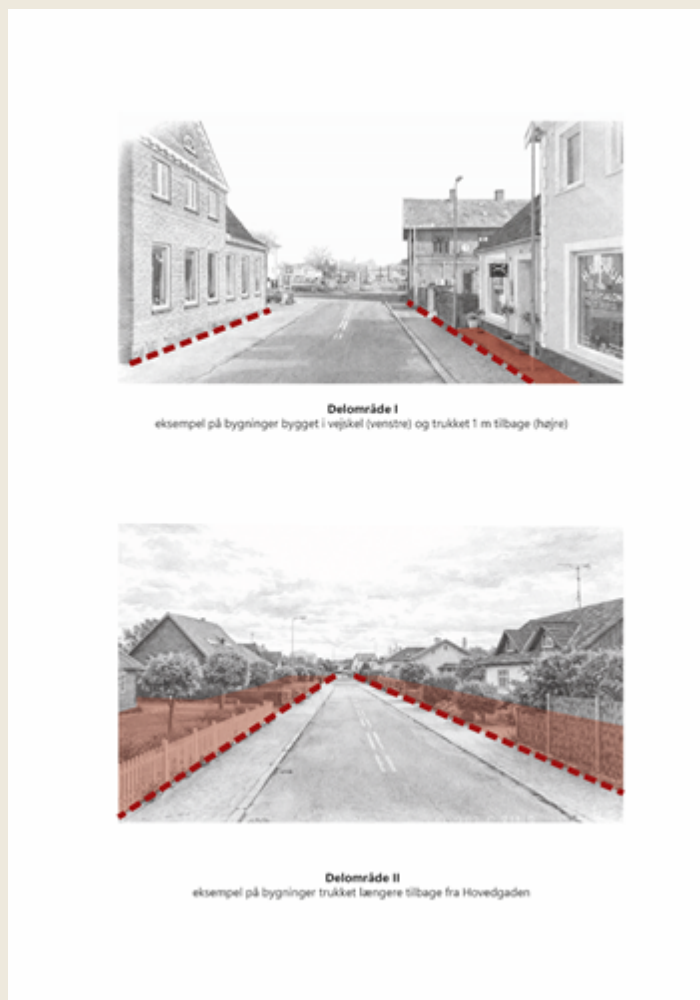 Delområde I
eksempel på bygninger bygget i vejskel (venstre) og trukket 1 m tilbage (højre)
Delområde II
eksempel på bygninger trukket længere tilbage fra Hovedgaden